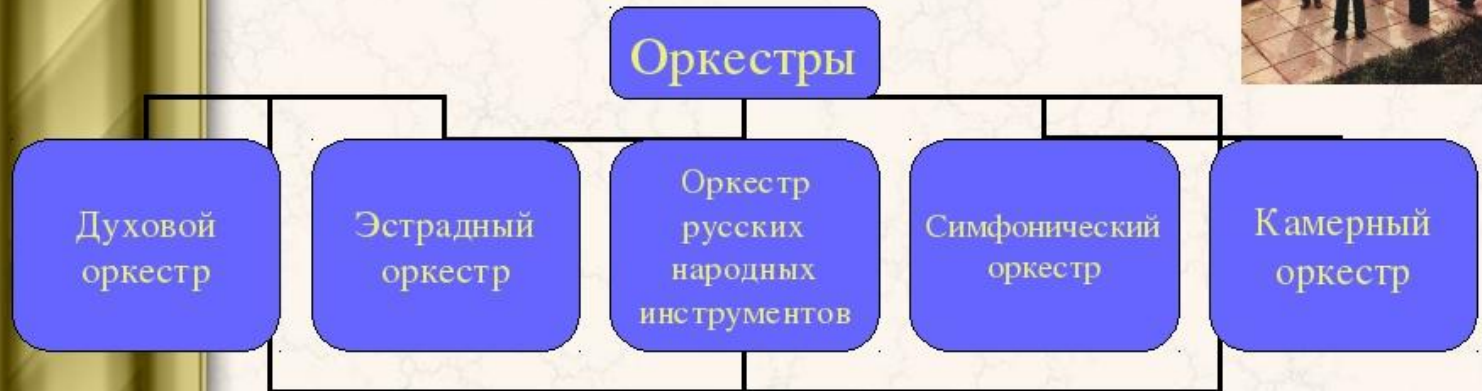 Оркестры
Духовой
оркестр
Эстрадный
оркестр
Оркестр
русских
народных
инструментов
Симфонический
оркестр
Камерный
оркестр